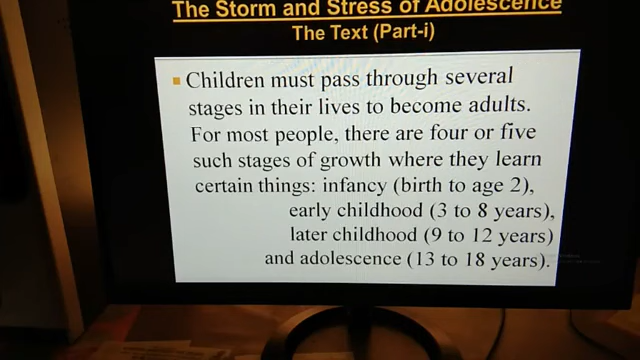 The Storm and Stress of Adolescence
The Text (Part-i)
Children must pass through several
stages in their lives to become adults.
For most people, there are four or five
such stages of growth where they learn
certain things: infancy (birth to age 2),
early childhood (3 to 8 years),
later childhood (9 to 12 years)
and adolescence (13 to 18 years).